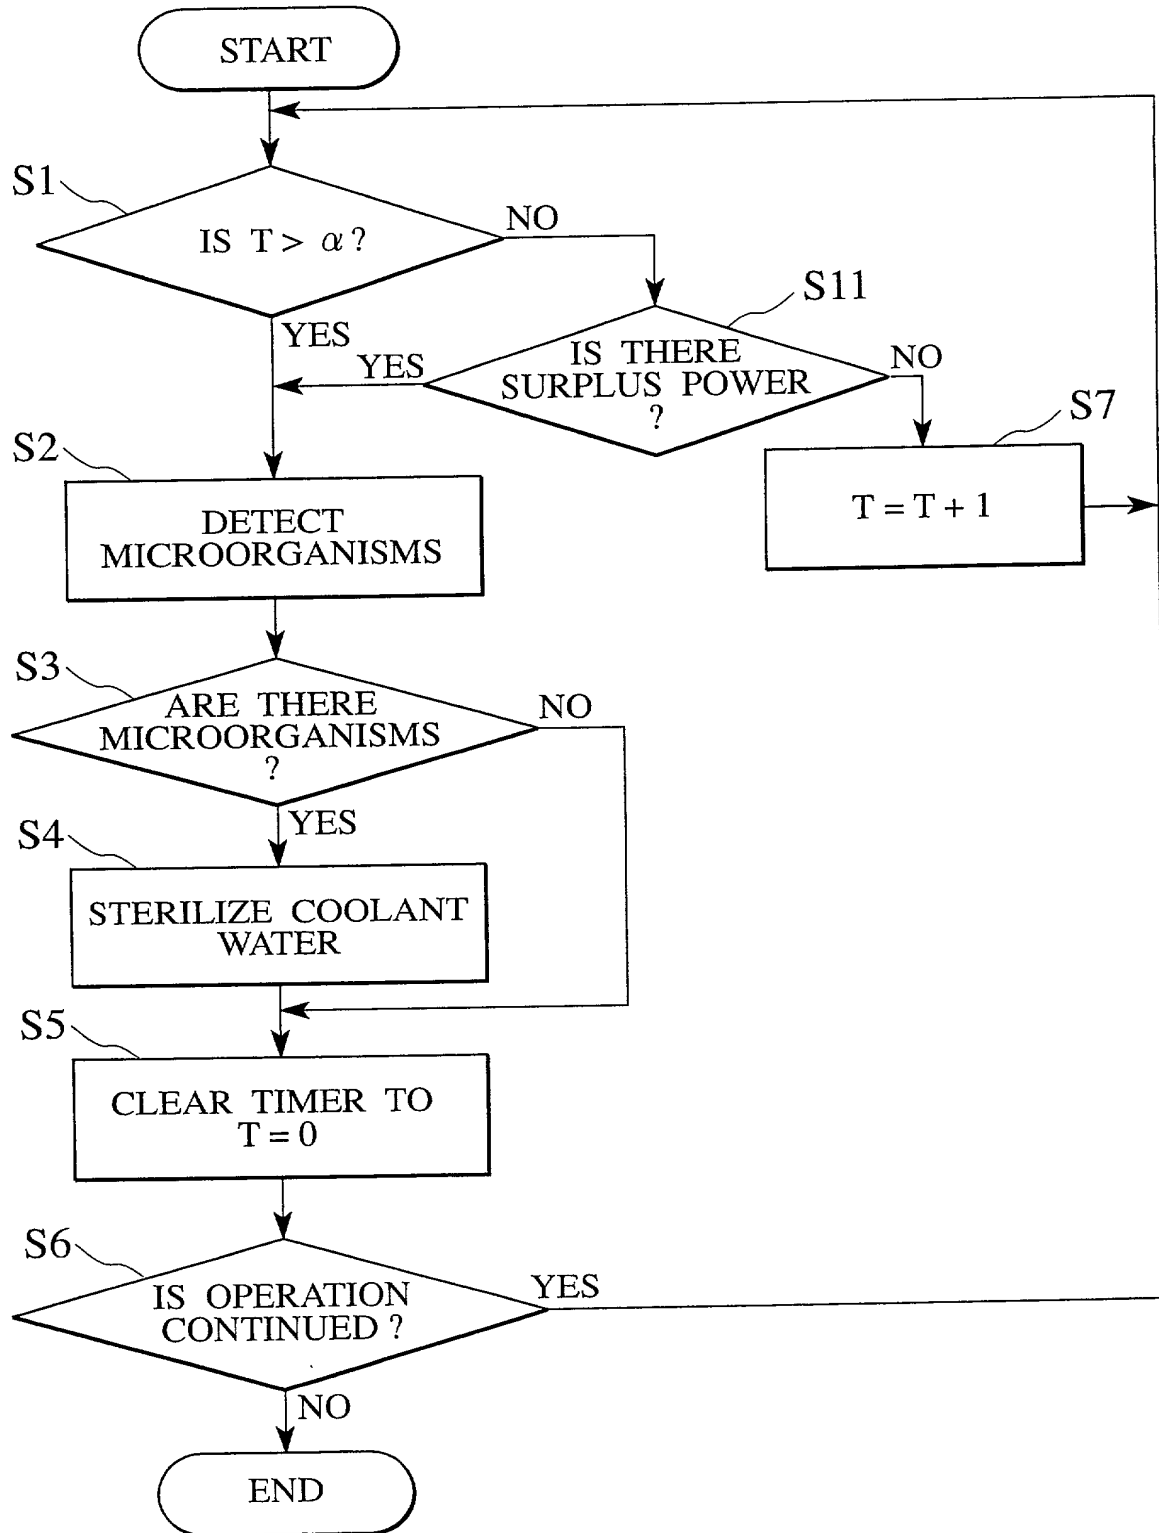 START
S1
IS T > α ?
NO
YES
S11
IS THERE
SURPLUS POWER
?
YES
NO
S7
T = T + 1
S2
DETECT
MICROORGANISMS
S3
ARE THERE
MICROORGANISMS
?
NO
YES
S4
STERILIZE COOLANT
WATER
S5
CLEAR TIMER TO
T = 0
S6
IS OPERATION
CONTINUED ?
YES
NO
END